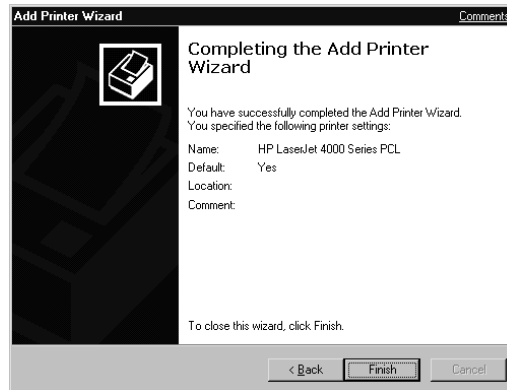 Add Printer Wizard
Comments
Completing the Add Printer
Wizard
You have successfully completed the Add Printer Wizard.
You specified the following printer settings:
Name: HP LaserJet 4000 Series PCL
Default: Yes
Location:
Comment:
To close this wizard, click Finish.
< Back Finish Cancel